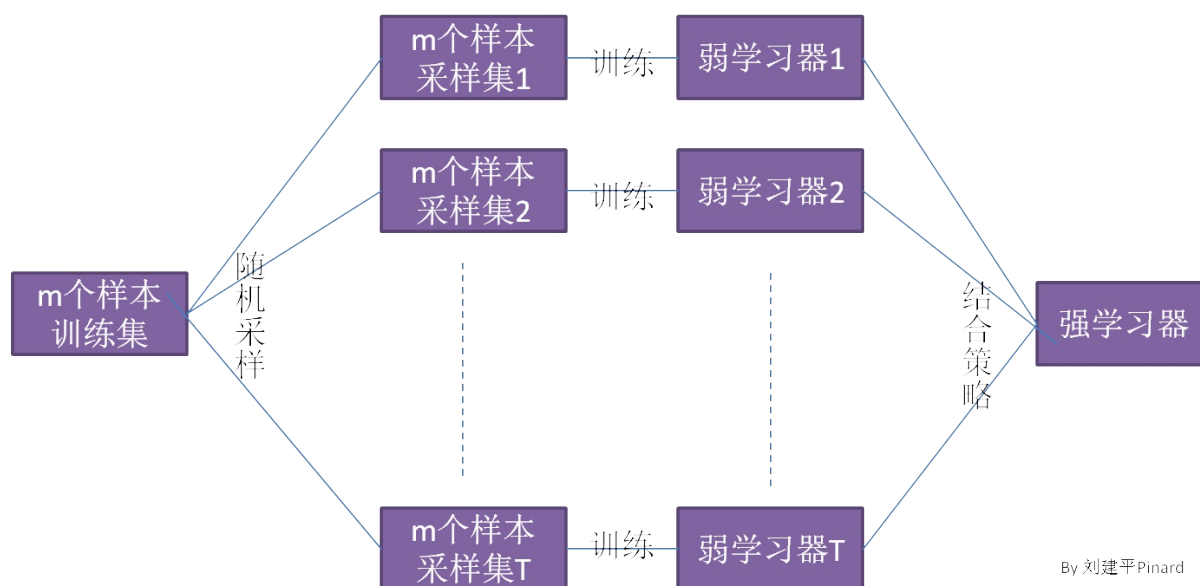 m个样本
采样集1
训练
弱学习器1
m个样本
采样集2
训练
弱学习器2
m个样本
训练集
随机采样
结合策略
强学习器
m个样本
采样集T
训练
弱学习器T
By 刘建平Pinard